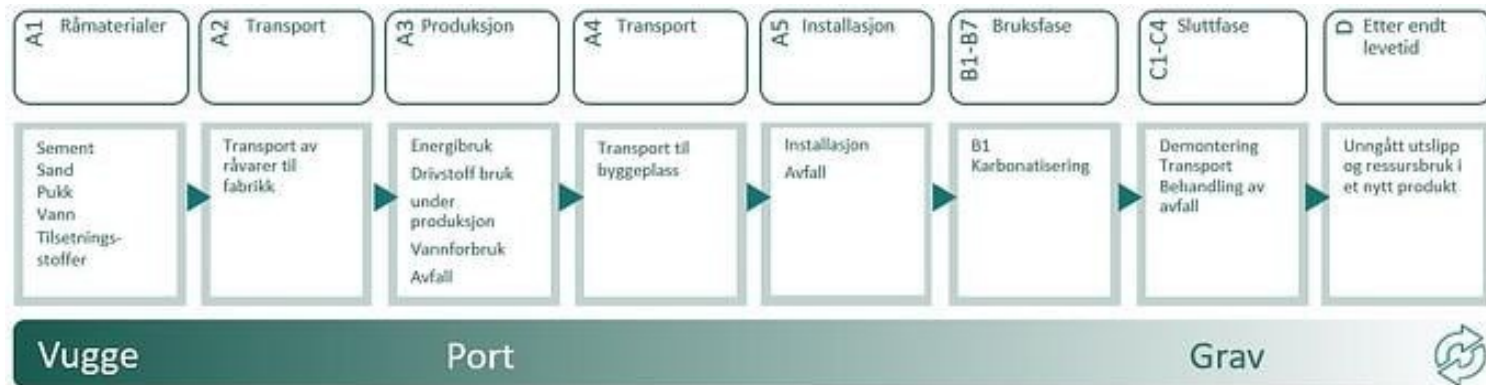 A1
Råmaterialer
A2
Transport
A3
Produksjon
A4
Transport
A5
Installasjon
B1-B7
Bruksfase
C1-C4
Sluttfase
D
Etter endt
levetid
Sement
Sand
Pukk
Vann
Tilsetnings-
stoffer
Transport av
råvarer til
fabrikk
Energibruk
Drivstoff bruk
under
produksjon
Vannforbruk
Avfall
Transport til
byggeplass
Installasjon
Avfall
B1
Karbonatisering
Demontering
Transport
Behandling av
avfall
Unngått utslipp
og ressursbruk i
et nytt produkt
Vugge
Port
Grav